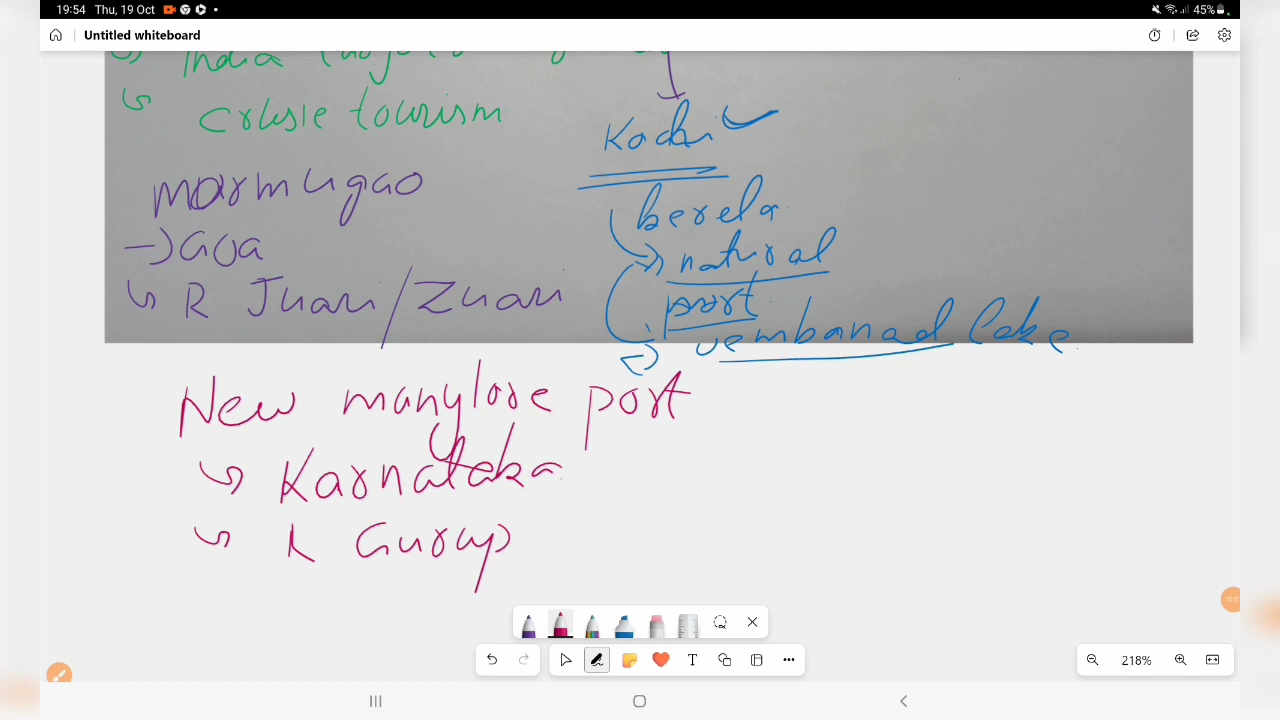 19:54 Thu, 19 Oct
45%
Untitled whiteboard
India
cruise tourism
marmugao
Goa
R Juari/Zuari
Kochi
kerela
natural
port
vembanad lake
New manglore port
Karnataka
R Gurup
218%